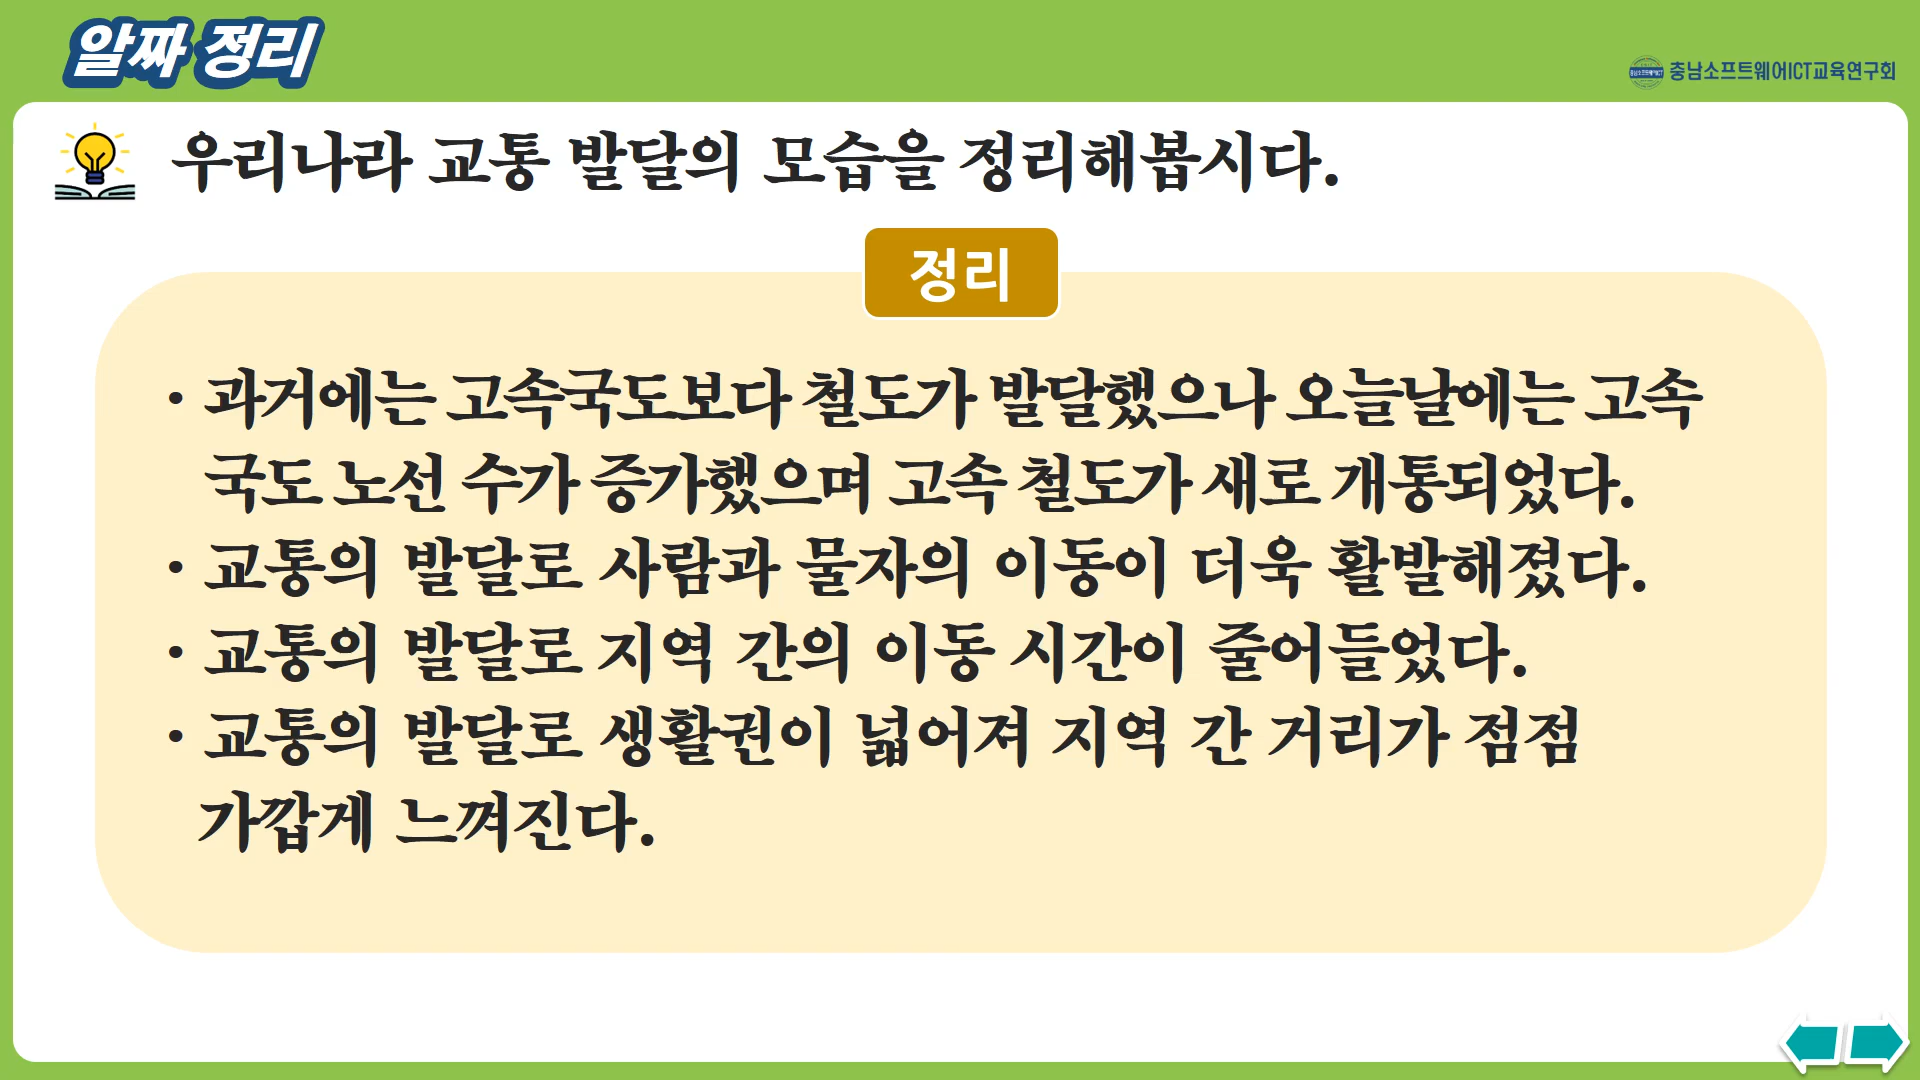 알짜 정리
충남소프트웨어ICT교육연구회
우리나라 교통 발달의 모습을 정리해봅시다.
정리
• 과거에는 고속국도보다 철도가 발달했으나 오늘날에는 고속
국도 노선 수가 증가했으며 고속 철도가 새로 개통되었다.
• 교통의 발달로 사람과 물자의 이동이 더욱 활발해졌다.
• 교통의 발달로 지역 간의 이동 시간이 줄어들었다.
• 교통의 발달로 생활권이 넓어져 지역 간 거리가 점점
가깝게 느껴진다.